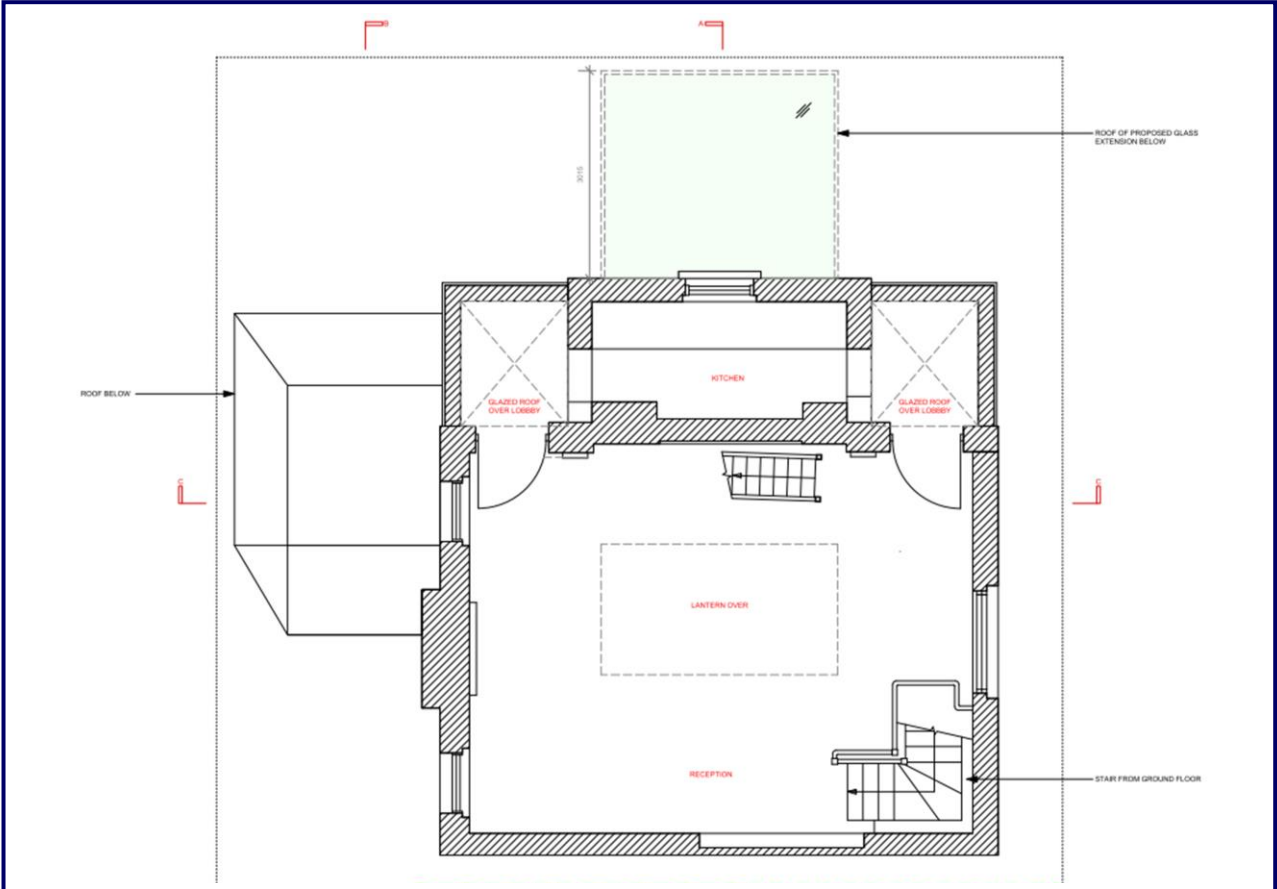 B
A
ROOF OF PROPOSED GLASS
EXTENSION BELOW
3015
ROOF BELOW
KITCHEN
GLAZED ROOF
OVER LOBBY
GLAZED ROOF
OVER LOBBY
C
C
LANTERN OVER
RECEPTION
STAIR FROM GROUND FLOOR